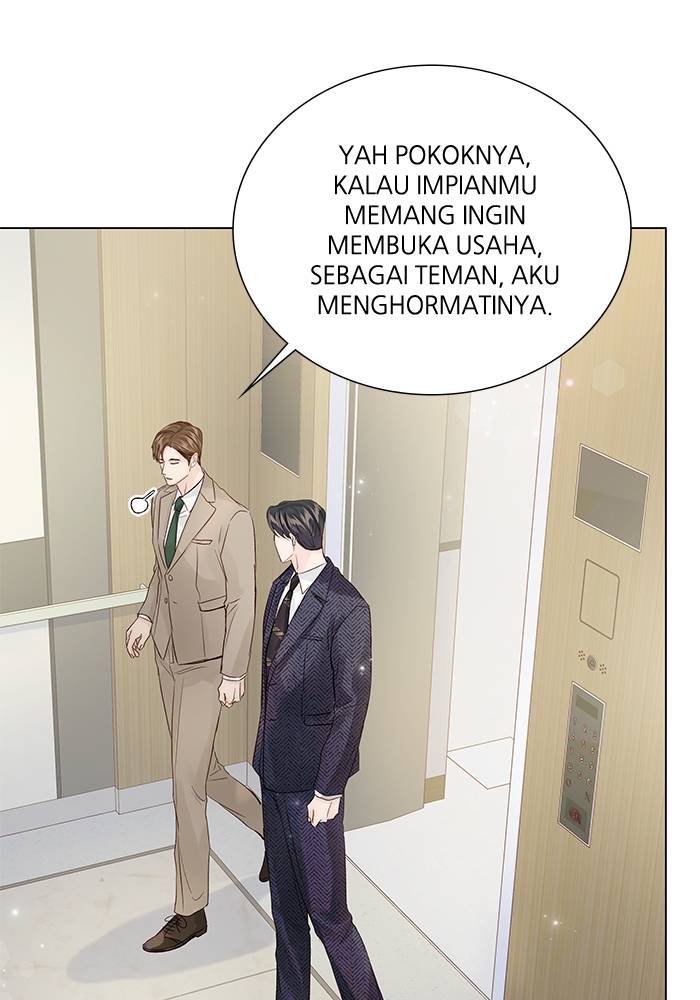 YAH POKOKNYA,
KALAU IMPIANMU
MEMANG INGIN
MEMBUKA USAHA,
SEBAGAI TEMAN, AKU
MENGHORMATINYA.